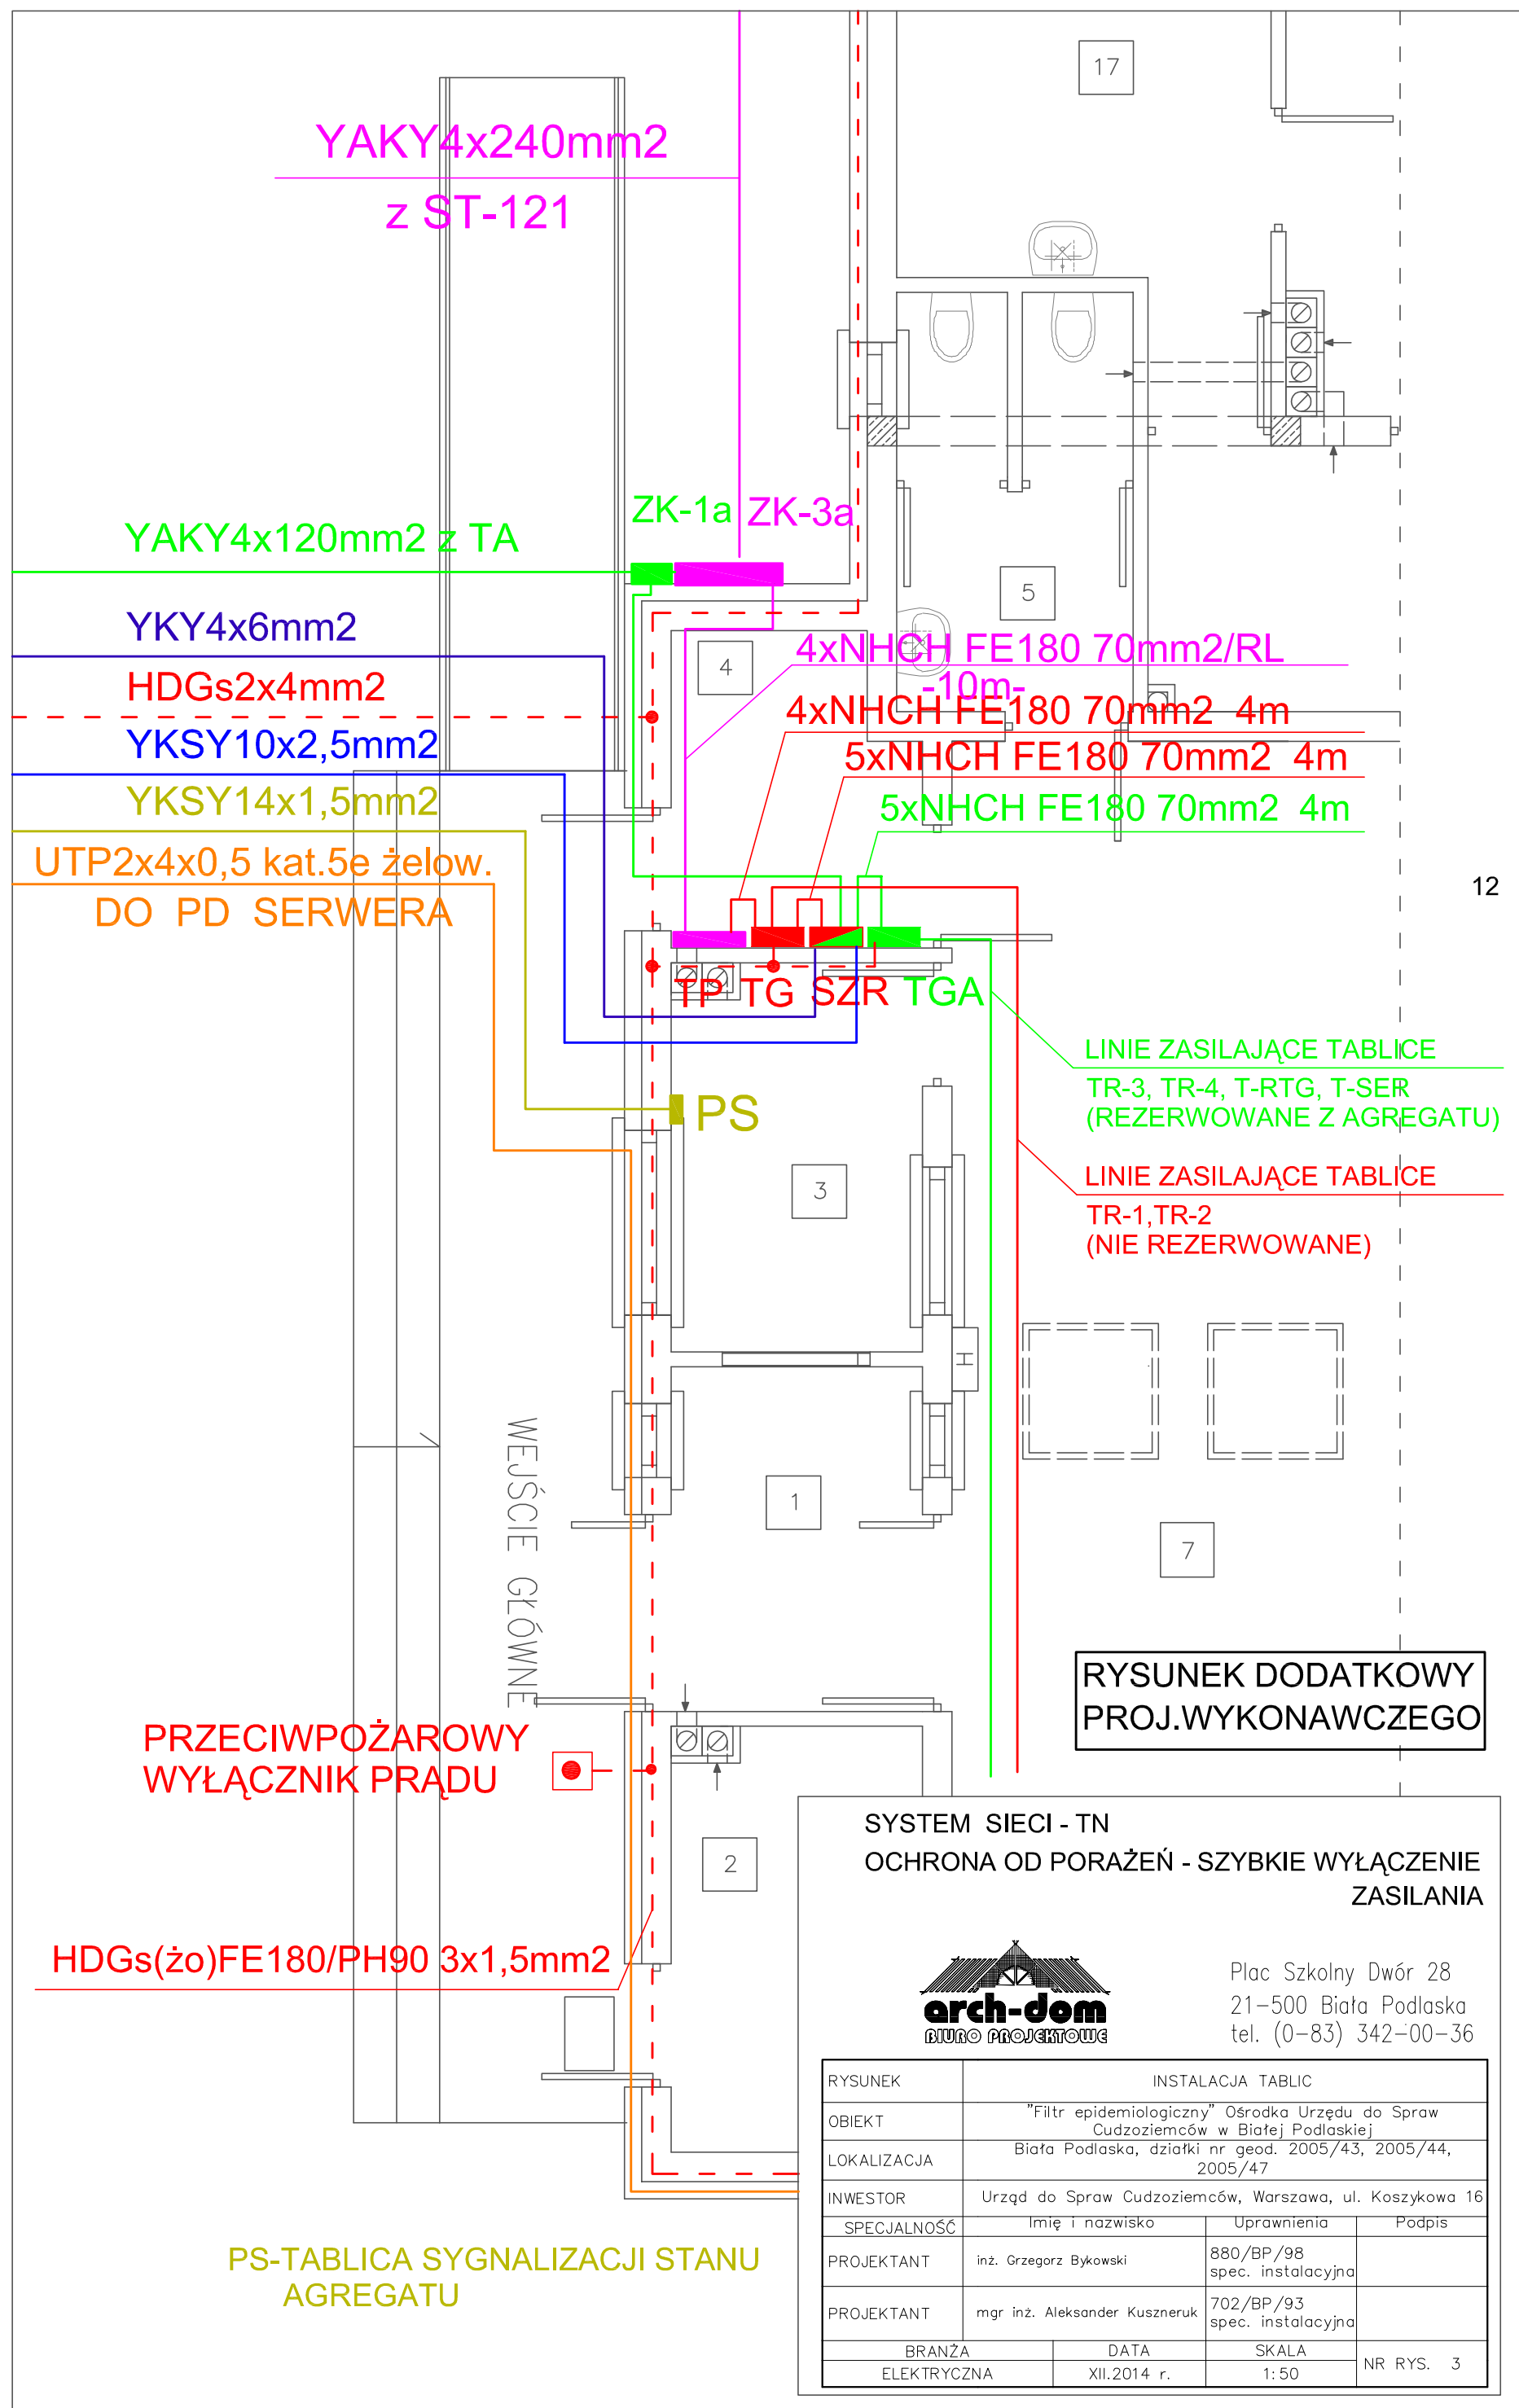 17
YAKY4x240mm2
z ST-121
ZK-1a
ZK-3a
YAKY4x120mm2 z TA
5
YKY4x6mm2
4
4xNHCH FE180 70mm2/RL
-10m-
HDGs2x4mm2
4xNHCH FE180 70mm2 4m
YKSY10x2,5mm2
5xNHCH FE180 70mm2 4m
YKSY14x1,5mm2
5xNHCH FE180 70mm2 4m
UTP2x4x0,5 kat.5e żelow.
DO PD SERWERA
12
TP TG SZR TGA
LINIE ZASILAJĄCE TABLICE
TR-3, TR-4, T-RTG, T-SER
(REZERWOWANE Z AGREGATU)
PS
3
LINIE ZASILAJĄCE TABLICE
TR-1,TR-2
(NIE REZERWOWANE)
H
WEJŚCIE GŁÓWNE
1
7
RYSUNEK DODATKOWY
PROJ.WYKONAWCZEGO
PRZECIWPOŻAROWY
WYŁĄCZNIK PRĄDU
2
HDGs(żo)FE180/PH90 3x1,5mm2
SYSTEM SIECI - TN
OCHRONA OD PORAŻEŃ - SZYBKIE WYŁĄCZENIE
ZASILANIA
arch-dom
BIURO PROJEKTOWE
Plac Szkolny Dwór 28
21-500 Biała Podlaska
tel. (0-83) 342-00-36
RYSUNEK INSTALACJA TABLIC
OBIEKT "Filtr epidemiologiczny" Ośrodka Urzędu do Spraw
Cudzoziemców w Białej Podlaskiej
LOKALIZACJA Biała Podlaska, działki nr geod. 2005/43, 2005/44,
2005/47
INWESTOR Urząd do Spraw Cudzoziemców, Warszawa, ul. Koszykowa 16
SPECJALNOŚĆ Imię i nazwisko Uprawnienia Podpis
PROJEKTANT inż. Grzegorz Bykowski 880/BP/98
spec. instalacyjna
PROJEKTANT mgr inż. Aleksander Kuszneruk 702/BP/93
spec. instalacyjna
BRANŻA DATA SKALA
NR RYS. 3
ELEKTRYCZNA XII.2014 r. 1:50
PS-TABLICA SYGNALIZACJI STANU
AGREGATU